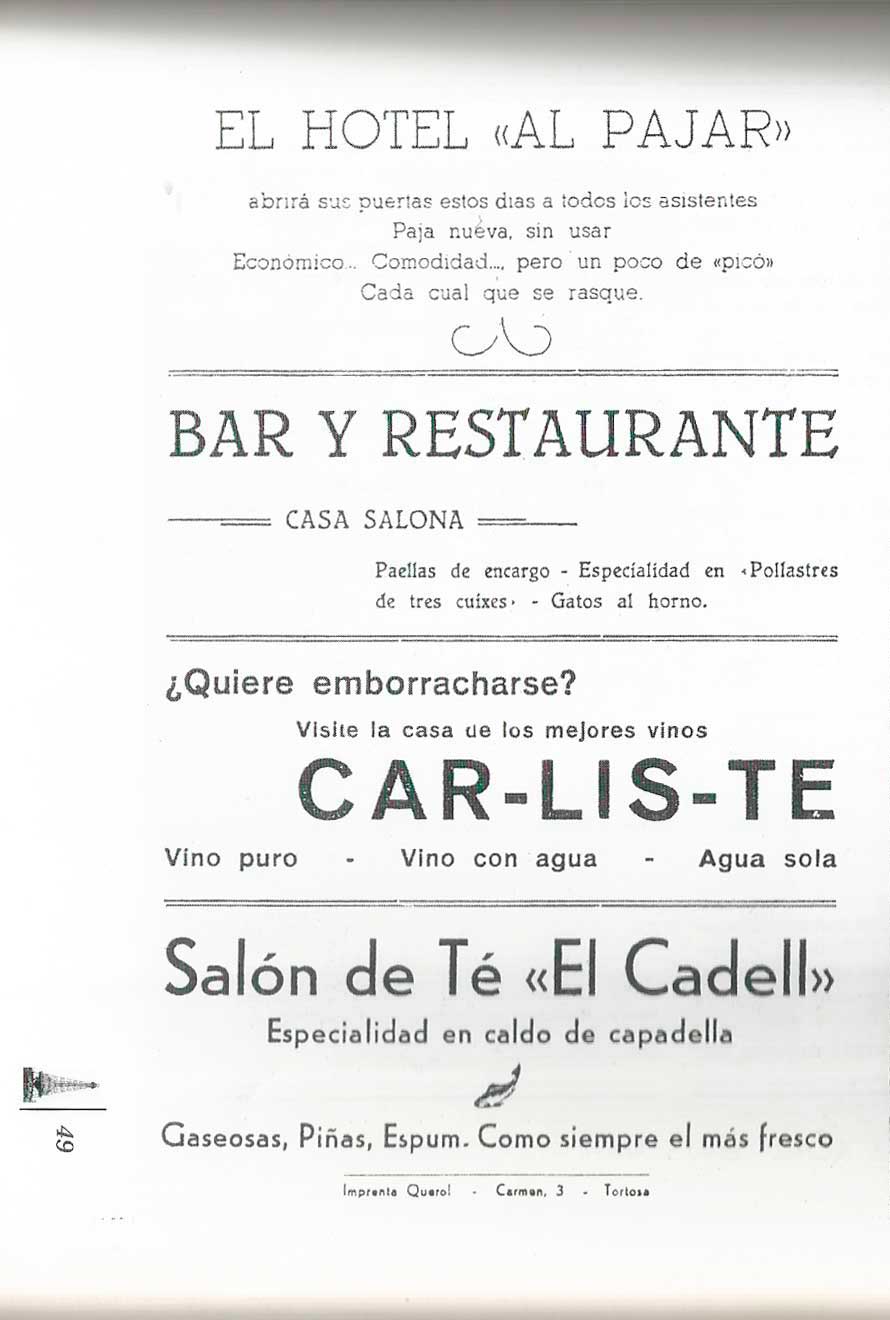 EL HOTEL «AL PAJAR»
abrirá sus puertas estos dias a todos los asistentes
Paja nuéva, sin usar
Económico... Comodidad..., pero un poco de «picó»
Cada cual que se rasque.
BAR Y RESTAURANTE
CASA SALONA
Paellas de encargo - Especialidad en «Pollastres
de tres cuixes» - Gatos al horno.
¿Quiere emborracharse?
Visite la casa de los mejores vinos
CAR-LIS-TE
Vino puro - Vino con agua - Agua sola
Salón de Té «El Cadell»
Especialidad en caldo de capadella
Gaseosas, Piñas, Espum. Como siempre el más fresco
Imprenta Querol - Carmen, 3 - Tortosa
49